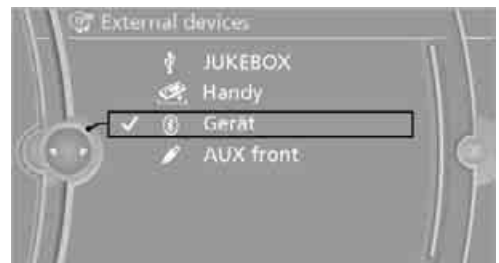 External devices
JUKEBOX
Handy
Gerät
AUX front